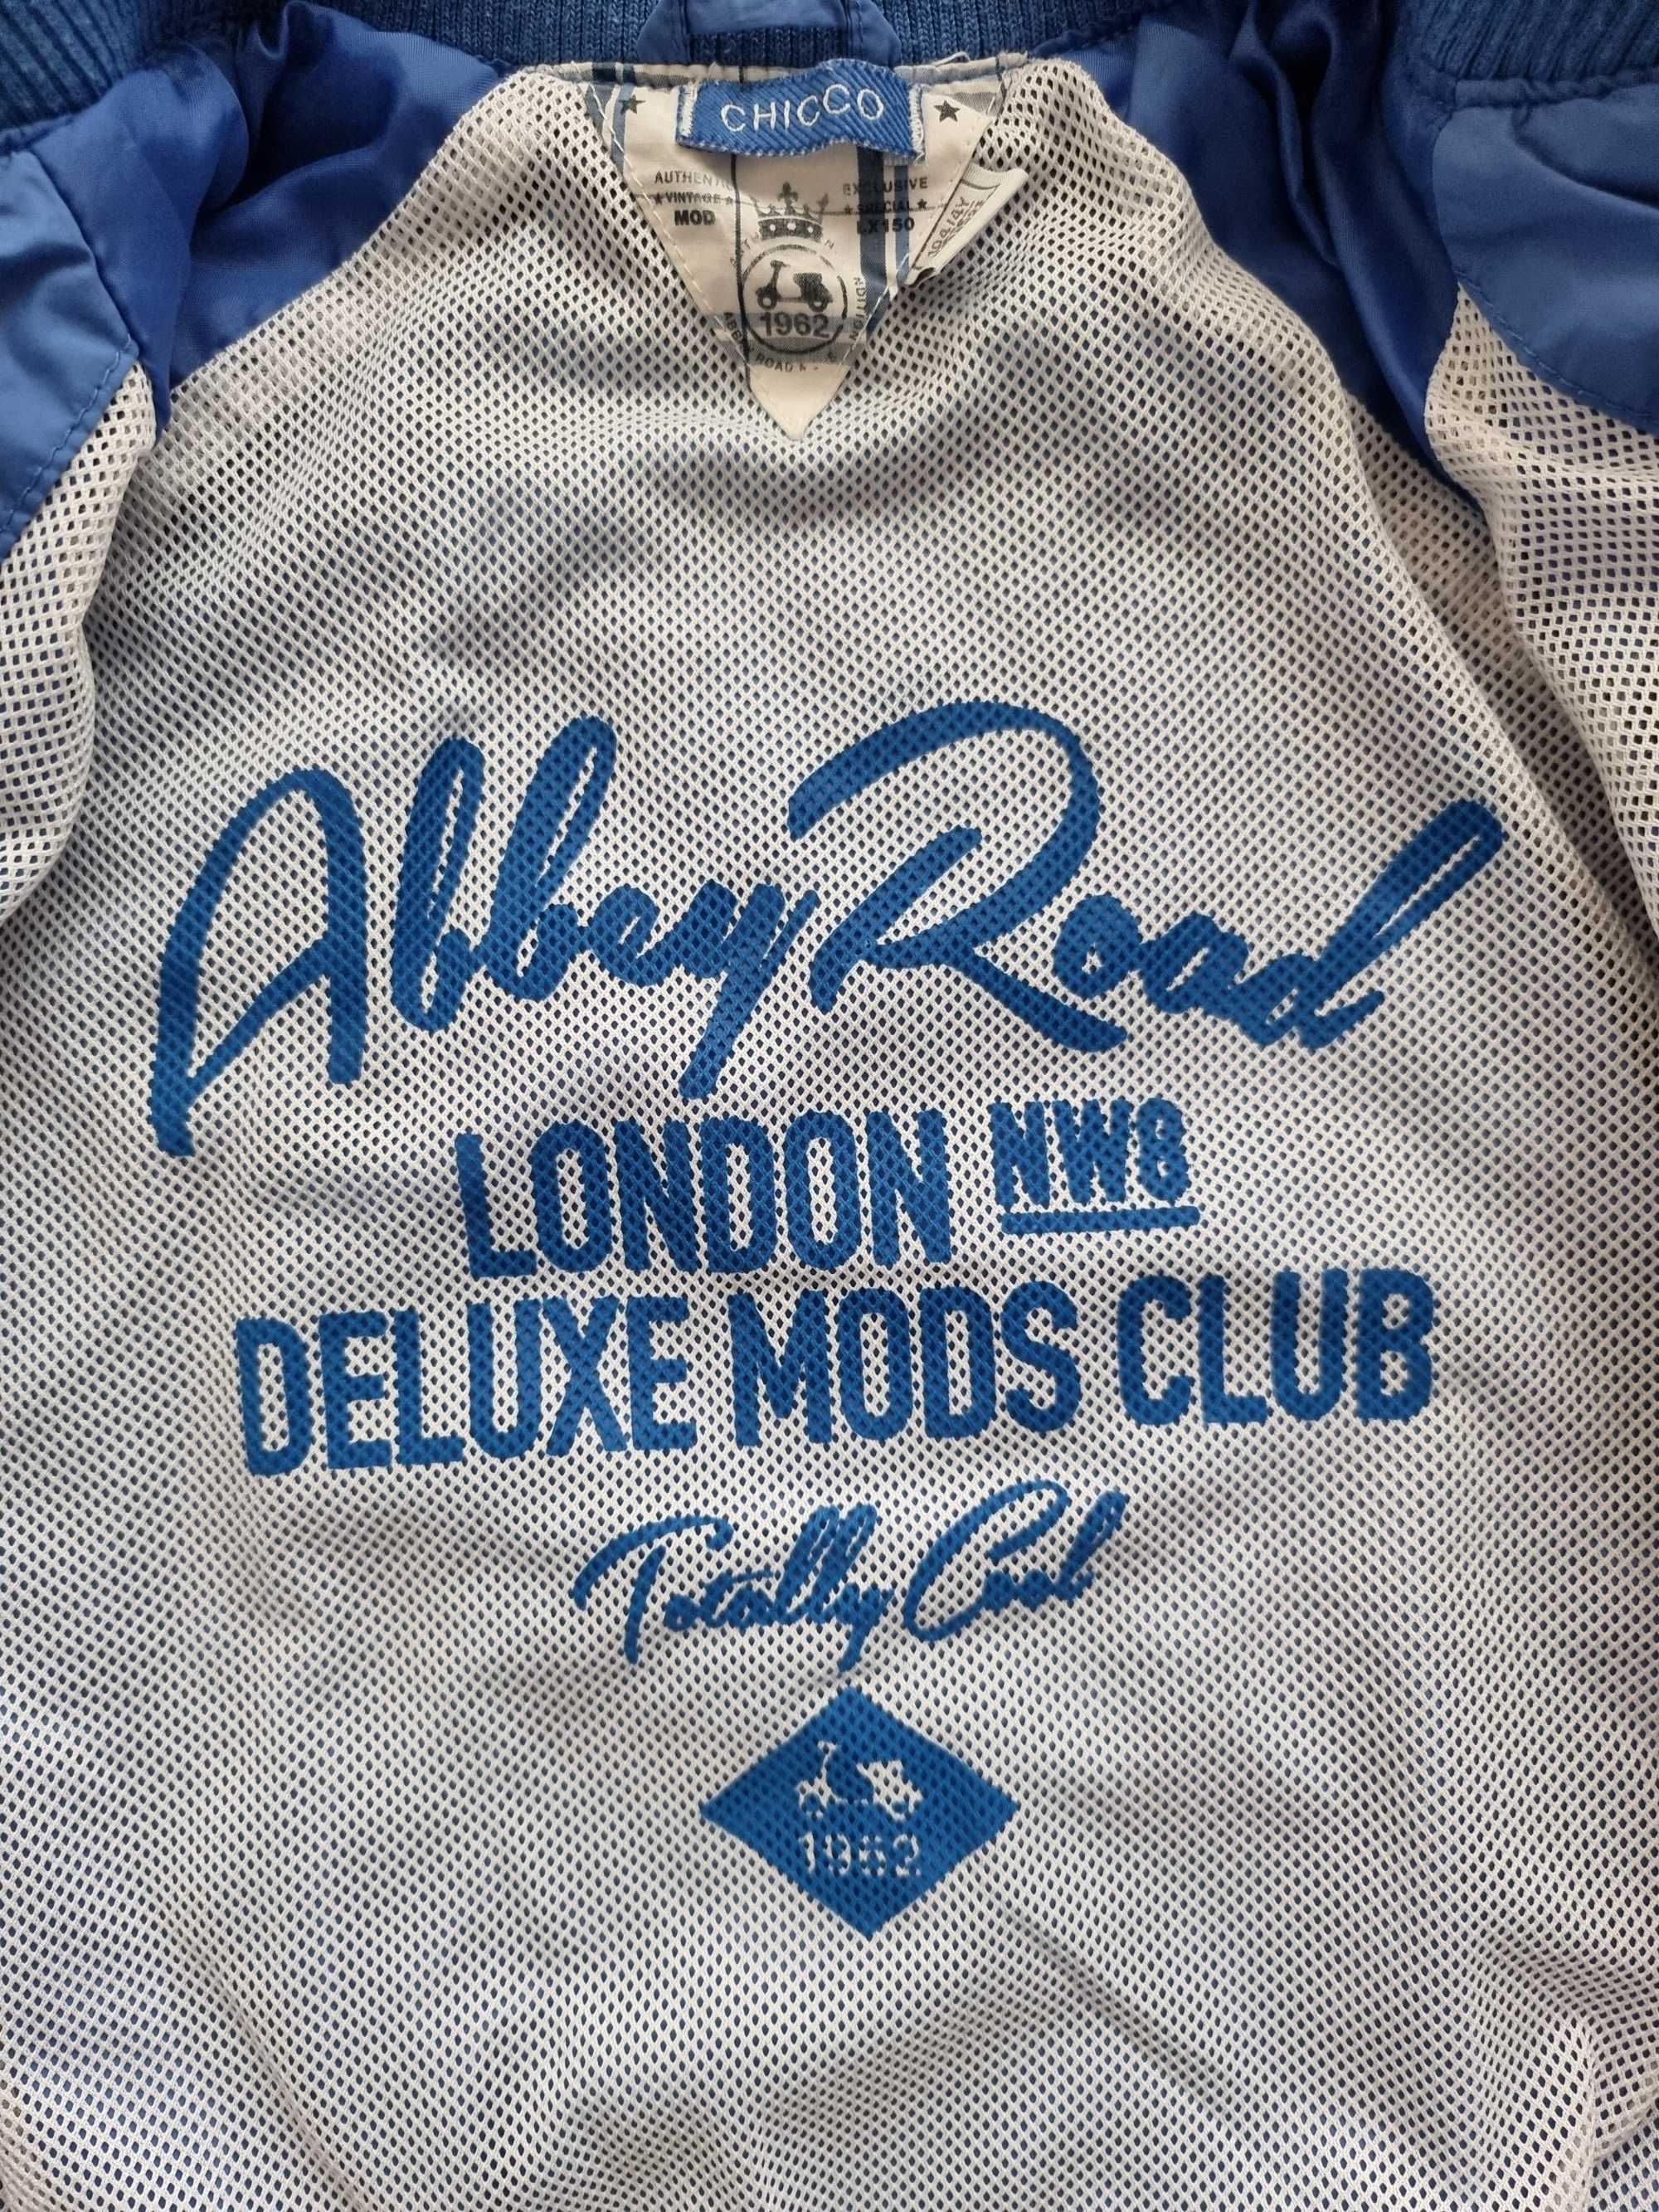 CHICCO
★ ★
AUTHENTIC
★VINTAGE★
MOD
EXCLUSIVE
★SPECIAL★
LX150
1962
Abbey Road
LONDON NW8
DELUXE MODS CLUB
Totally Cool
1962